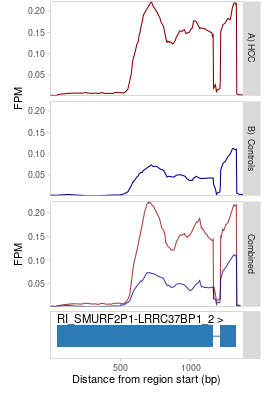 0.20
0.15
0.10
0.05
FPM
A) HCC
0.20
0.15
0.10
0.05
B) Controls
0.20
0.15
0.10
0.05
FPM
Combined
RI_SMURF2P1-LRRC37BP1_2 >
500
1000
Distance from region start (bp)